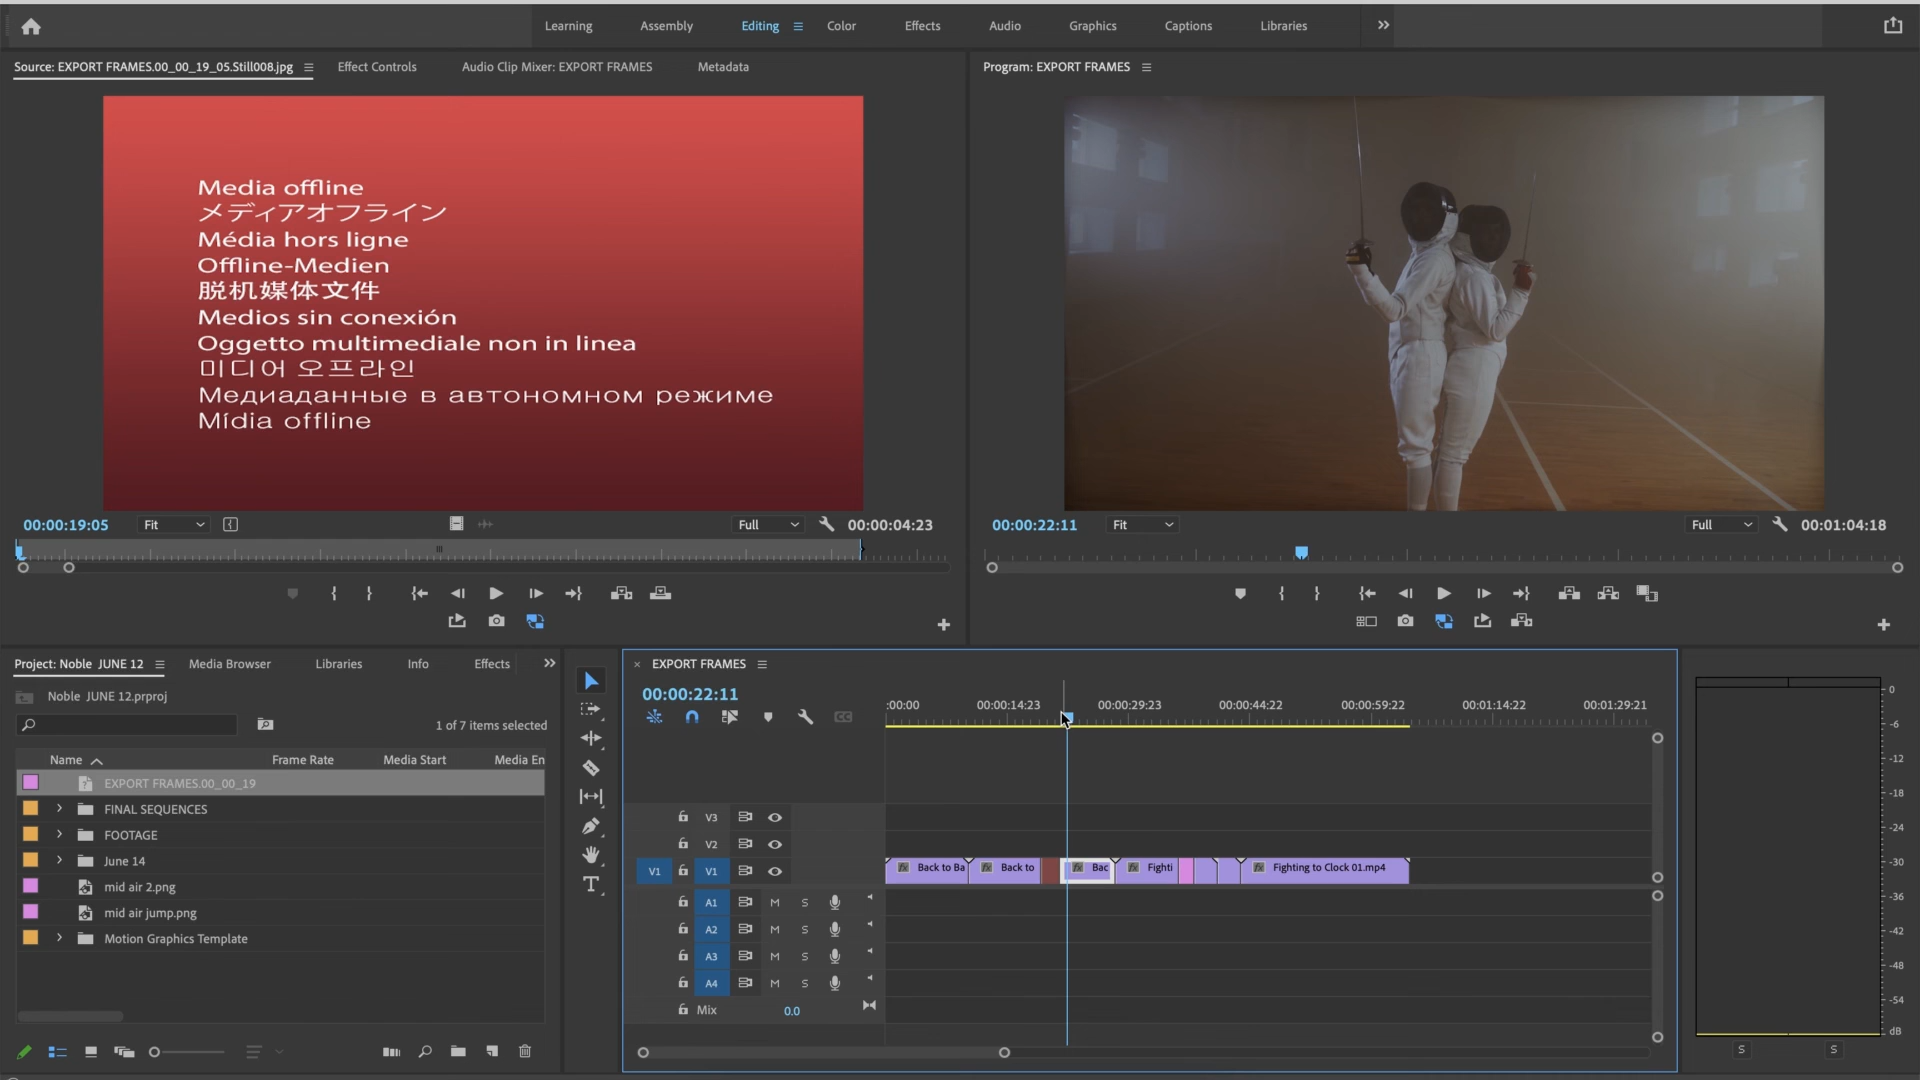 Learning Assembly Editing Color Effects Audio Graphics Captions Libraries
Source: EXPORT FRAMES.00_00_19_05.Still008.jpg Effect Controls Audio Clip Mixer: EXPORT FRAMES Metadata
Program: EXPORT FRAMES
Media offline
メディアオフライン
Média hors ligne
Offline-Medien
脱机媒体文件
Medios sin conexión
Oggetto multimediale non in linea
미디어 오프라인
Медиаданные в автономном режиме
Mídia offline
00:00:19:05 Fit Full 00:00:04:23
00:00:22:11 Fit Full 00:01:04:18
Project: Noble JUNE 12 Media Browser Libraries Info Effects
Noble JUNE 12.prproj
1 of 7 items selected
Name Frame Rate Media Start Media En
EXPORT FRAMES.00_00_19
FINAL SEQUENCES
FOOTAGE
June 14
mid air 2.png
mid air jump.png
Motion Graphics Template
EXPORT FRAMES
00:00:22:11
:00:00 00:00:14:23 00:00:29:23 00:00:44:22 00:00:59:22 00:01:14:22 00:01:29:21
V3
V2
V1 V1 Back to Ba Back to Bac Fighti Fighting to Clock 01.mp4
A1 M S
A2 M S
A3 M S
A4 M S
Mix 0.0
0
-6
-12
-18
-24
-30
-36
-42
-48
-54
dB
S S